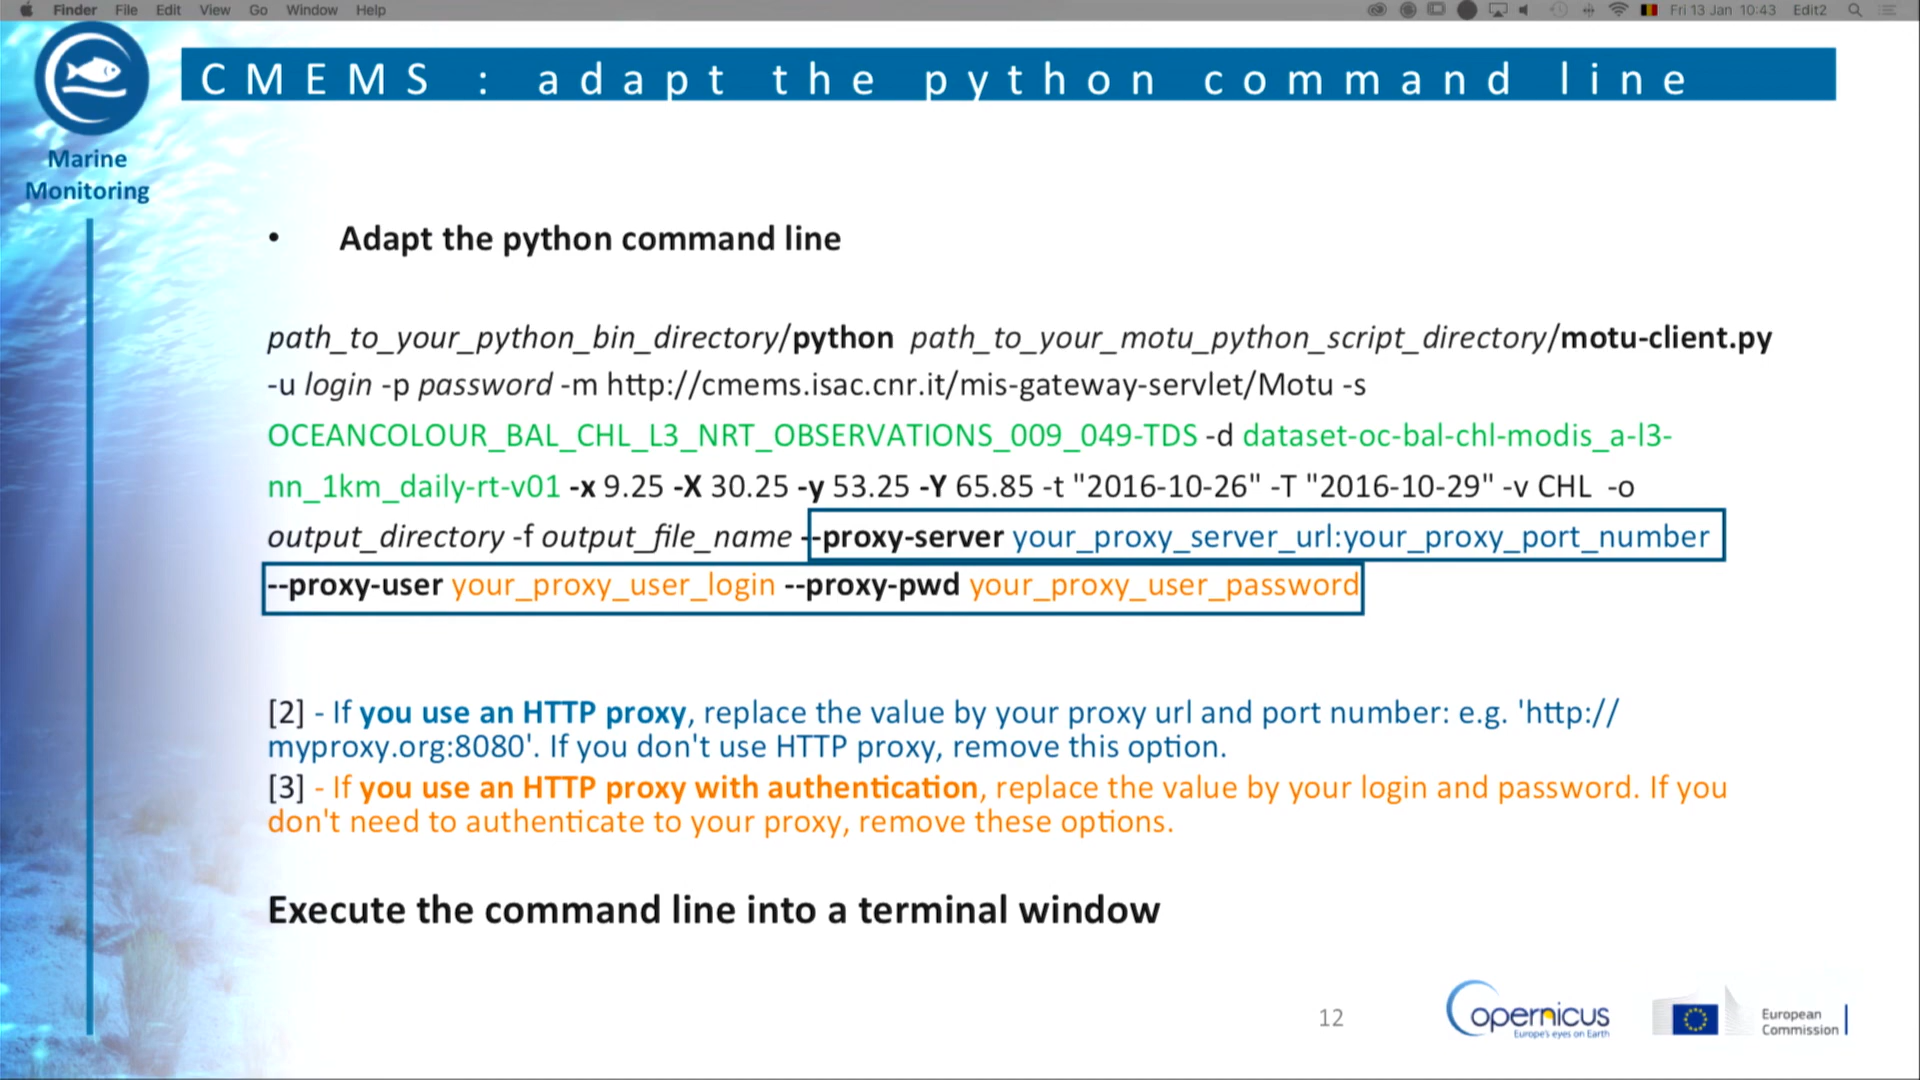 Finder File Edit View Go Window Help
Fri 13 Jan 10:43 Edit2
CMEMS : adapt the python command line
Marine
Monitoring
• Adapt the python command line
path_to_your_python_bin_directory/python path_to_your_motu_python_script_directory/motu-client.py
-u login -p password -m http://cmems.isac.cnr.it/mis-gateway-servlet/Motu -s
OCEANCOLOUR_BAL_CHL_L3_NRT_OBSERVATIONS_009_049-TDS -d dataset-oc-bal-chl-modis_a-l3-
nn_1km_daily-rt-v01 -x 9.25 -X 30.25 -y 53.25 -Y 65.85 -t "2016-10-26" -T "2016-10-29" -v CHL -o
output_directory -f output_file_name --proxy-server your_proxy_server_url:your_proxy_port_number
--proxy-user your_proxy_user_login --proxy-pwd your_proxy_user_password
[2] - If you use an HTTP proxy, replace the value by your proxy url and port number: e.g. 'http://
myproxy.org:8080'. If you don't use HTTP proxy, remove this option.
[3] - If you use an HTTP proxy with authentication, replace the value by your login and password. If you
don't need to authenticate to your proxy, remove these options.
Execute the command line into a terminal window
12
opernicus
Europe's eyes on Earth
European
Commission